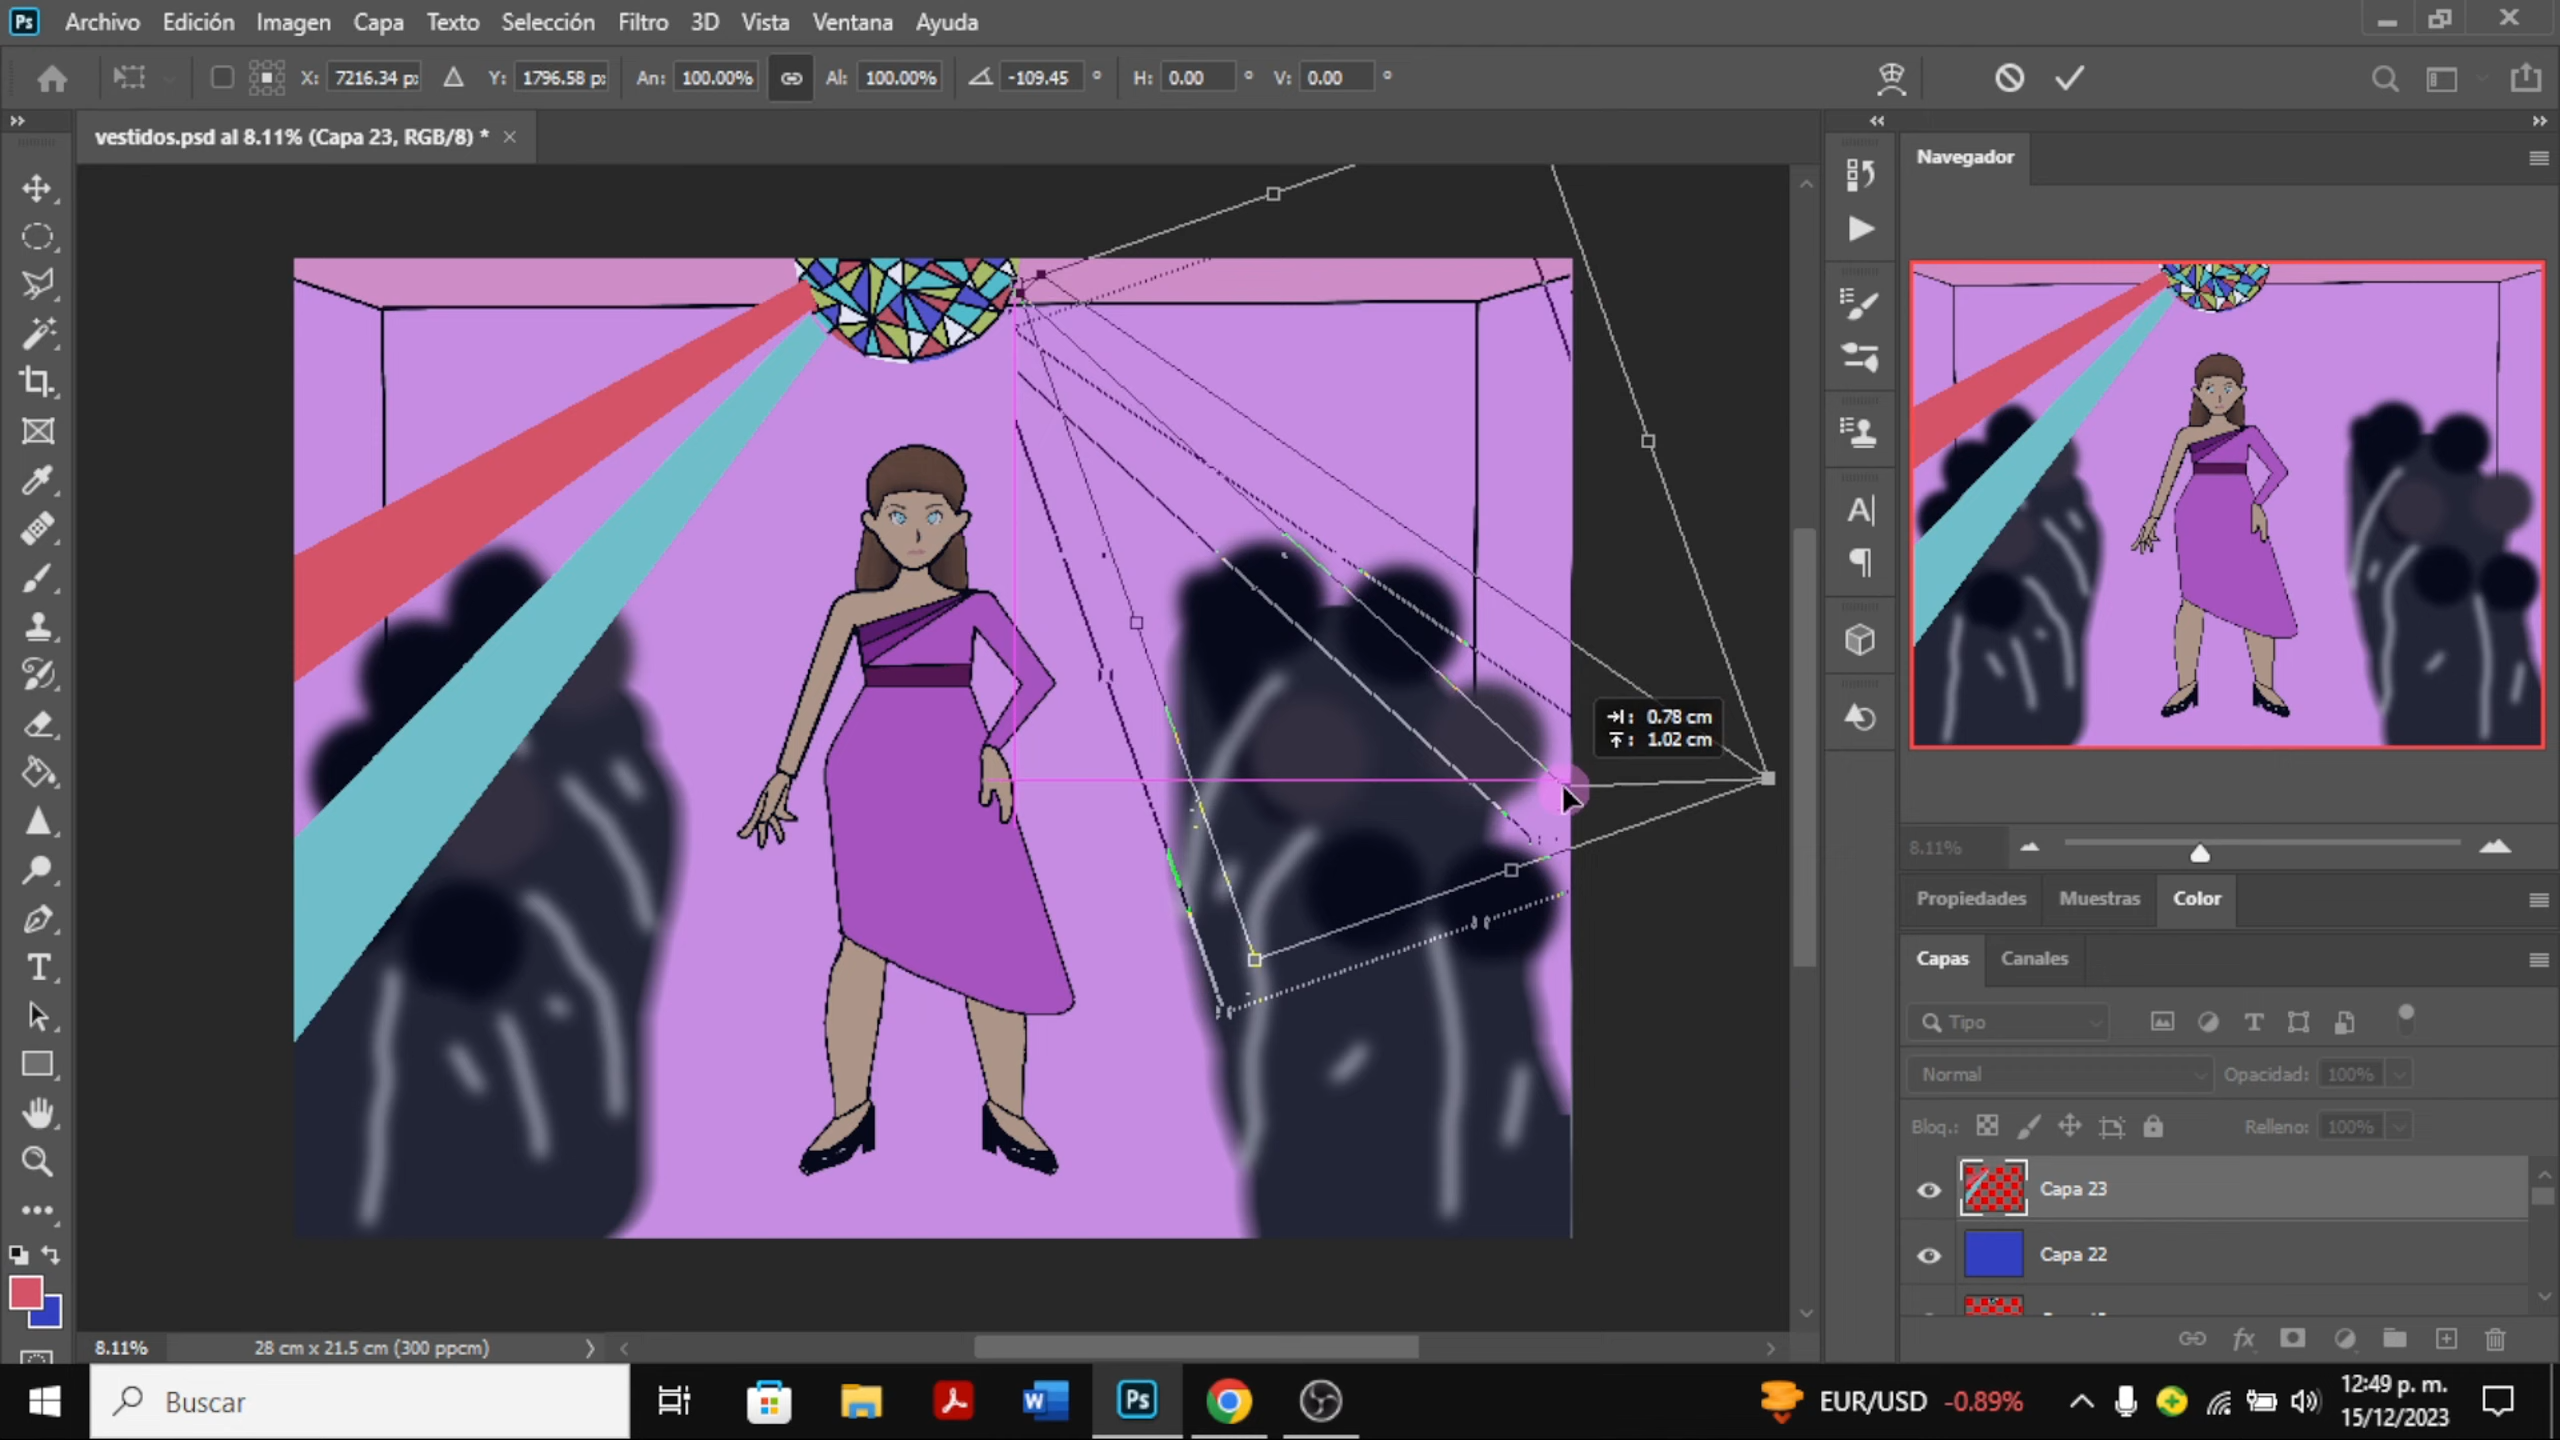 Ps Archivo Edición Imagen Capa Texto Selección Filtro 3D Vista Ventana Ayuda
X: 7216.34 px Y: 1796.58 px An: 100.00% Al: 100.00% -109.45 ° H: 0.00 ° V: 0.00 °
vestidos.psd al 8.11% (Capa 23, RGB/8) *
Navegador
0.78 cm
1.02 cm
8.11%
Propiedades Muestras Color
Capas Canales
Tipo
Normal Opacidad: 100%
Bloq.: Relleno: 100%
Capa 23
Capa 22
8.11% 28 cm x 21.5 cm (300 ppcm)
Buscar
Ps
EUR/USD -0.89%
12:49 p. m.
15/12/2023